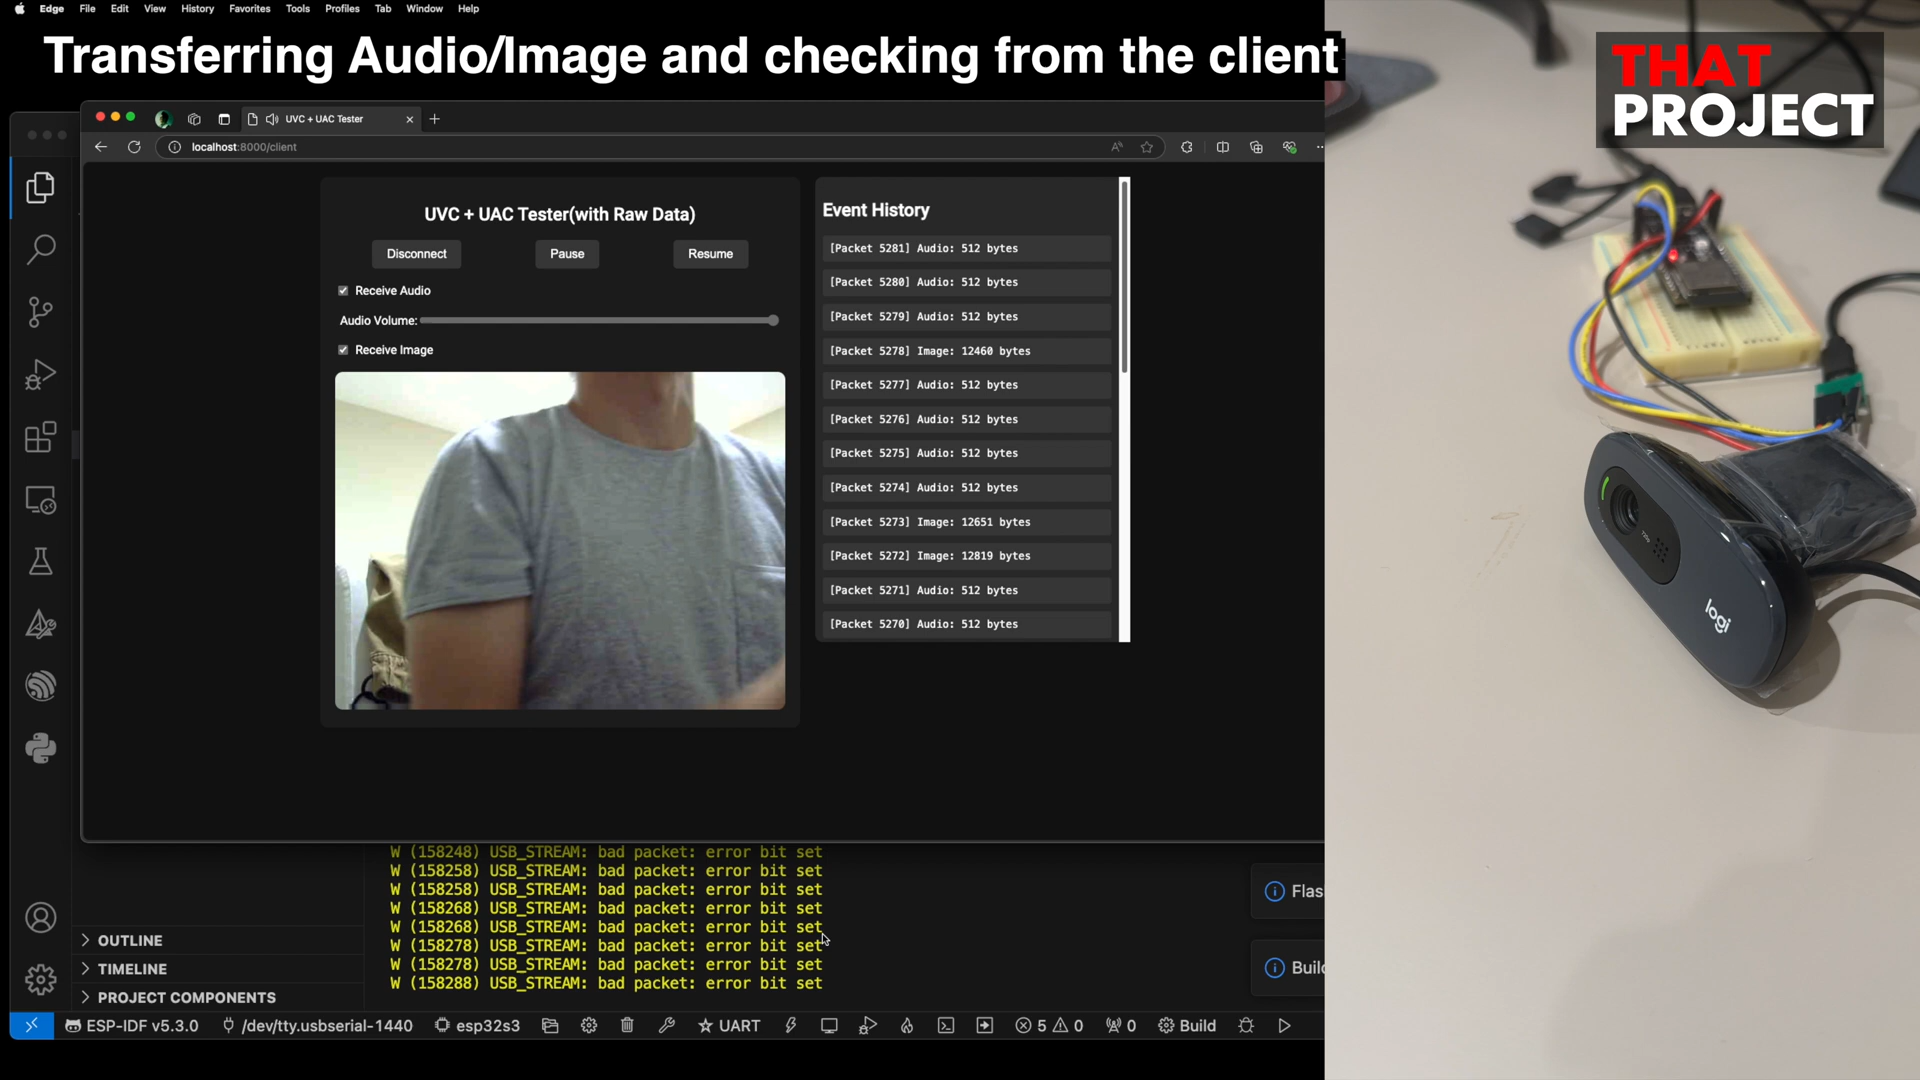 Edge File Edit View History Favorites Tools Profiles Tab Window Help
Transferring Audio/Image and checking from the client
THAT
PROJECT
UVC + UAC Tester
localhost:8000/client
UVC + UAC Tester(with Raw Data)
Disconnect Pause Resume
Receive Audio
Audio Volume:
Receive Image
Event History
[Packet 5281] Audio: 512 bytes
[Packet 5280] Audio: 512 bytes
[Packet 5279] Audio: 512 bytes
[Packet 5278] Image: 12460 bytes
[Packet 5277] Audio: 512 bytes
[Packet 5276] Audio: 512 bytes
[Packet 5275] Audio: 512 bytes
[Packet 5274] Audio: 512 bytes
[Packet 5273] Image: 12651 bytes
[Packet 5272] Image: 12819 bytes
[Packet 5271] Audio: 512 bytes
[Packet 5270] Audio: 512 bytes
logi
W (158248) USB_STREAM: bad packet: error bit set
W (158258) USB_STREAM: bad packet: error bit set
W (158258) USB_STREAM: bad packet: error bit set
W (158268) USB_STREAM: bad packet: error bit set
W (158268) USB_STREAM: bad packet: error bit set
W (158278) USB_STREAM: bad packet: error bit set
W (158278) USB_STREAM: bad packet: error bit set
W (158288) USB_STREAM: bad packet: error bit set
Flas
Build
OUTLINE
TIMELINE
PROJECT COMPONENTS
ESP-IDF v5.3.0 /dev/tty.usbserial-1440 esp32s3 UART 5 0 0 Build